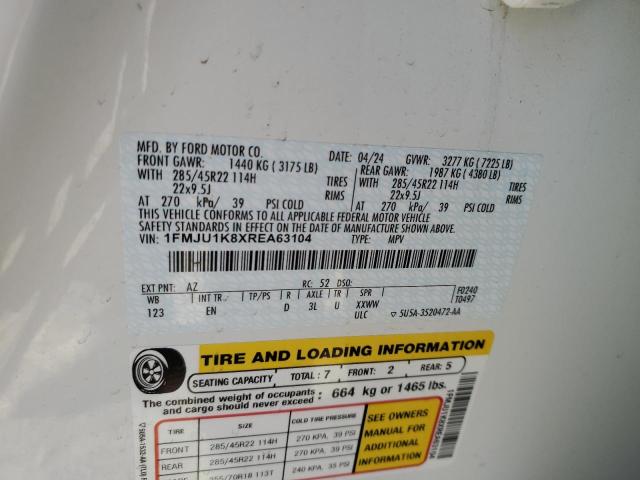 MFD. BY FORD MOTOR CO.
DATE: 04/24 GVWR: 3277 KG ( 7225 LB)
FRONT GAWR: 1440 KG ( 3175 LB) REAR GAWR: 1987 KG ( 4380 LB)
WITH 285/45R22 114H TIRES WITH 285/45R22 114H TIRES
22x9.5J RIMS 22x9.5J RIMS
AT 270 kPa/ 39 PSI COLD AT 270 kPa/ 39 PSI COLD
THIS VEHICLE CONFORMS TO ALL APPLICABLE FEDERAL MOTOR VEHICLE
SAFETY STANDARDS IN EFFECT ON THE DATE OF MANUFACTURE SHOWN ABOVE.
VIN: 1FMJU1K8XREA63104 TYPE: MPV
EXT PNT: AZ RC: 52 DSO:
WB INT TR TP/PS R AXLE TR SPR F0240
123 EN D 3L U XXWW T0497
ULC 5U5A-3520472-AA
TIRE AND LOADING INFORMATION
SEATING CAPACITY TOTAL: 7 FRONT: 2 REAR: 5
The combined weight of occupants and cargo should never exceed: 664 kg or 1465 lbs.
TIRE SIZE COLD TIRE PRESSURE
FRONT 285/45R22 114H 270 KPA, 39 PSI
REAR 285/45R22 114H 270 KPA, 39 PSI
255/70R18 113T 240 KPA, 35 PSI
SEE OWNERS
MANUAL FOR
ADDITIONAL
INFORMATION